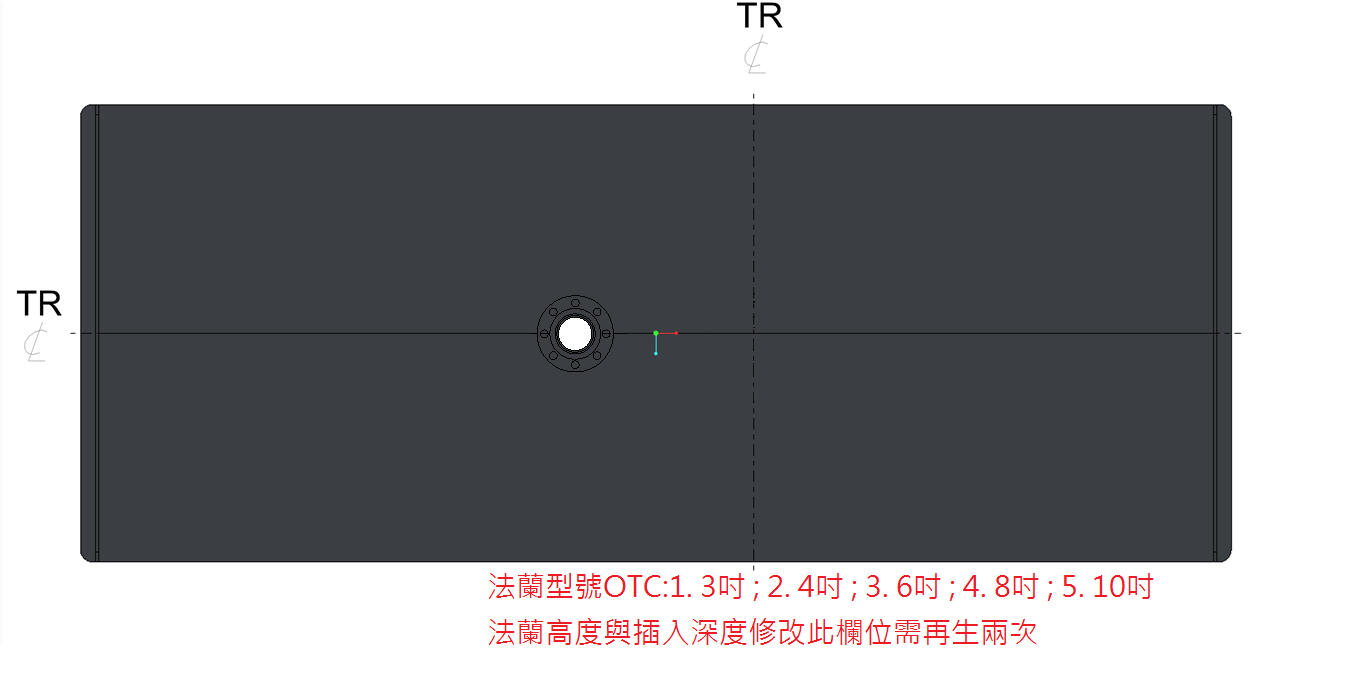 TR
℄
TR
℄
法蘭型號OTC:1. 3吋 ; 2. 4吋 ; 3. 6吋 ; 4. 8吋 ; 5. 10吋
法蘭高度與插入深度修改此欄位需再生兩次